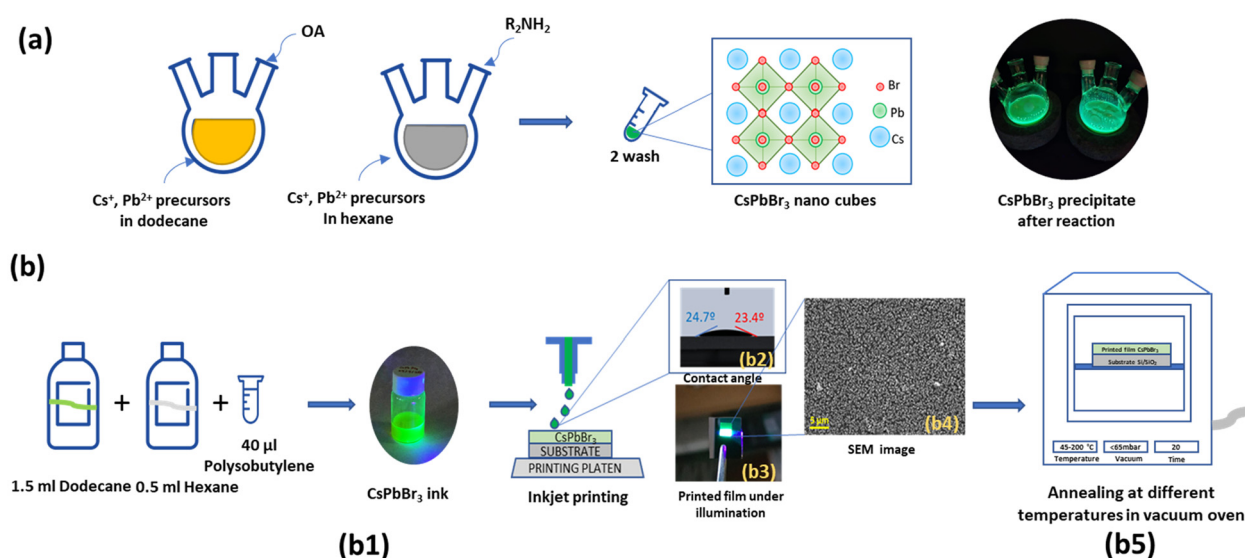 (a)
OA
R₂NH₂
Cs⁺, Pb²⁺ precursors
in dodecane
Cs⁺, Pb²⁺ precursors
In hexane
2 wash
Br
Pb
Cs
CsPbBr₃ nano cubes
CsPbBr₃ precipitate
after reaction
(b)
+
+
1.5 ml Dodecane
0.5 ml Hexane
40 µl
Polysobutylene
CsPbBr₃ ink
CsPbBr₃
SUBSTRATE
PRINTING PLATEN
Inkjet printing
24.7º
23.4º
(b2)
Contact angle
(b3)
Printed film under
illumination
5 µm
(b4)
SEM image
Printed film CsPbBr₃
Substrate Si/SiO₂
45-200 °C
<65mbar
20
Temperature
Vacuum
Time
Annealing at different
temperatures in vacuum oven
(b1)
(b5)